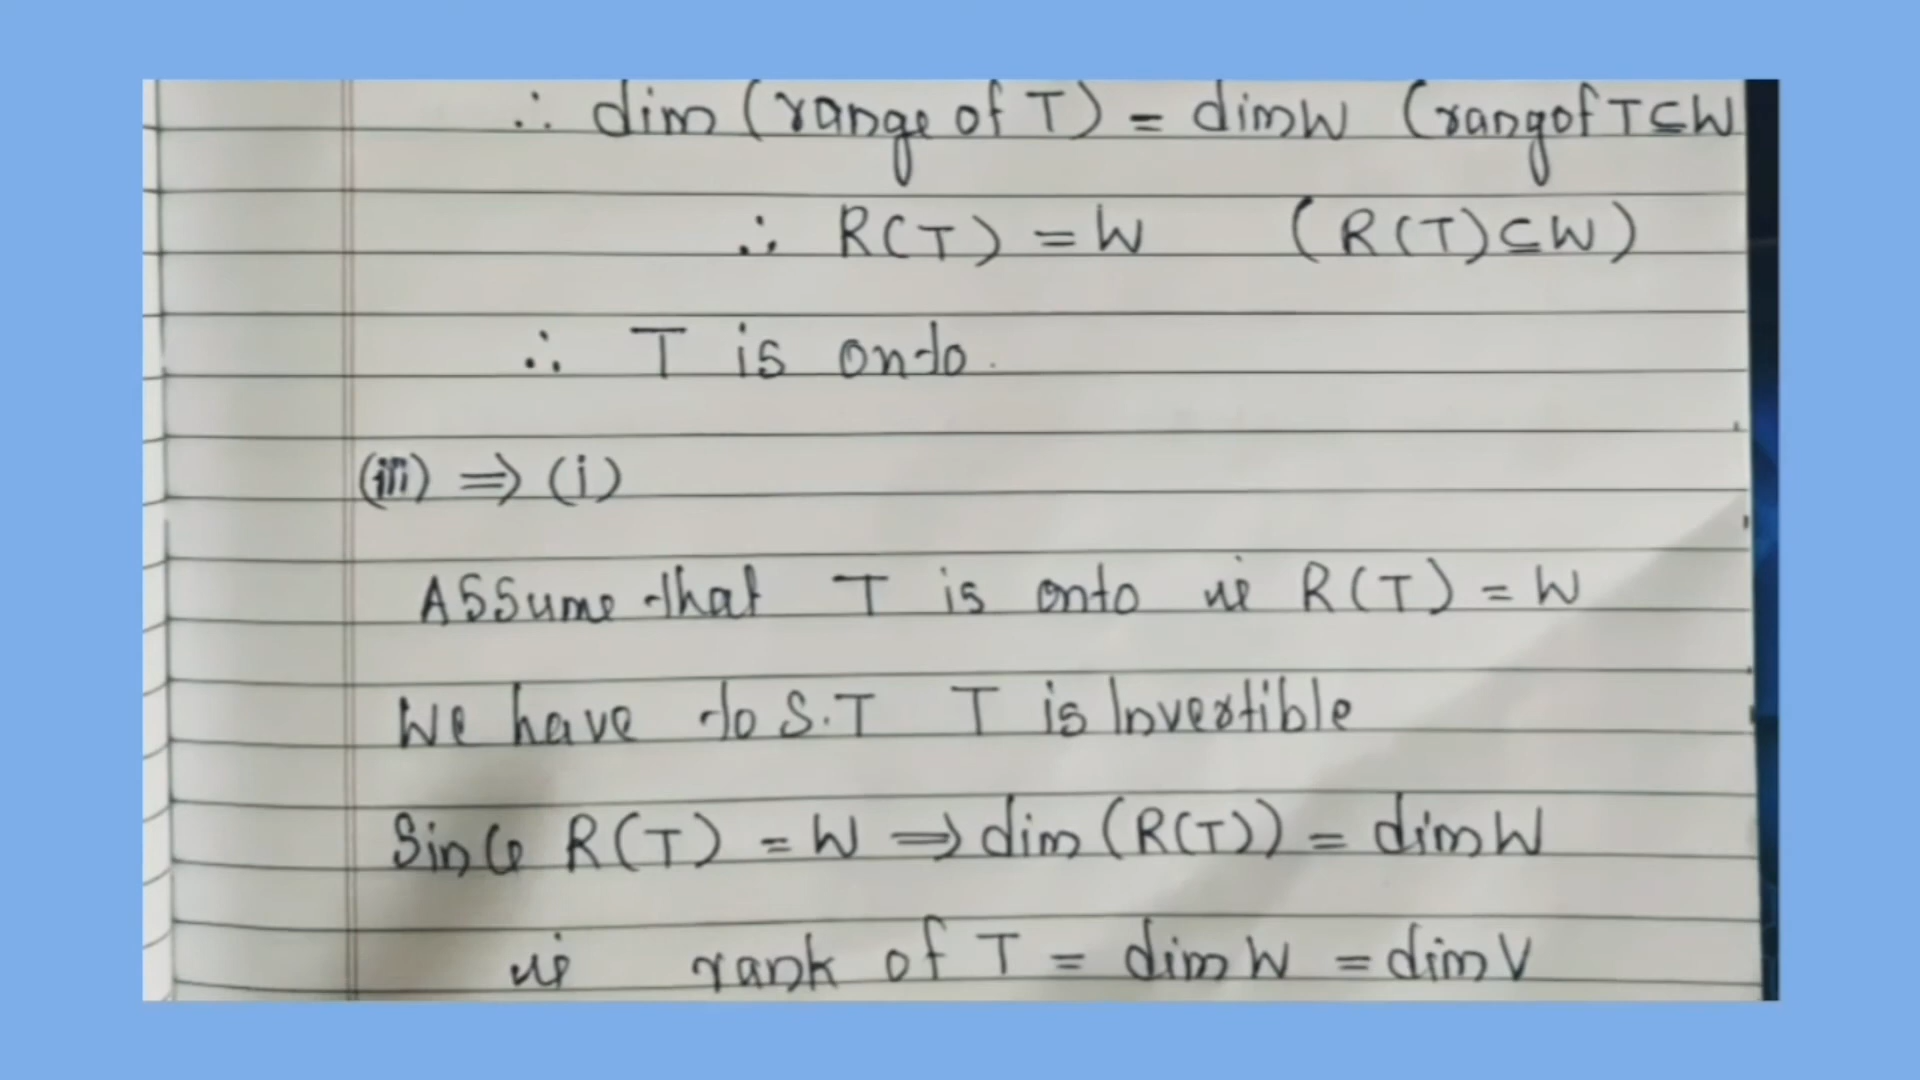 ∴ dim (range of T) = dim W (rang of T ⊆ W
∴ R(T) = W (R(T) ⊆ W)
∴ T is onto.
(iii) ⇒ (i)
Assume that T is onto ie R(T) = W
We have to S.T T is Invertible
Since R(T) = W ⇒ dim (R(T)) = dim W
ie rank of T = dim W = dim V